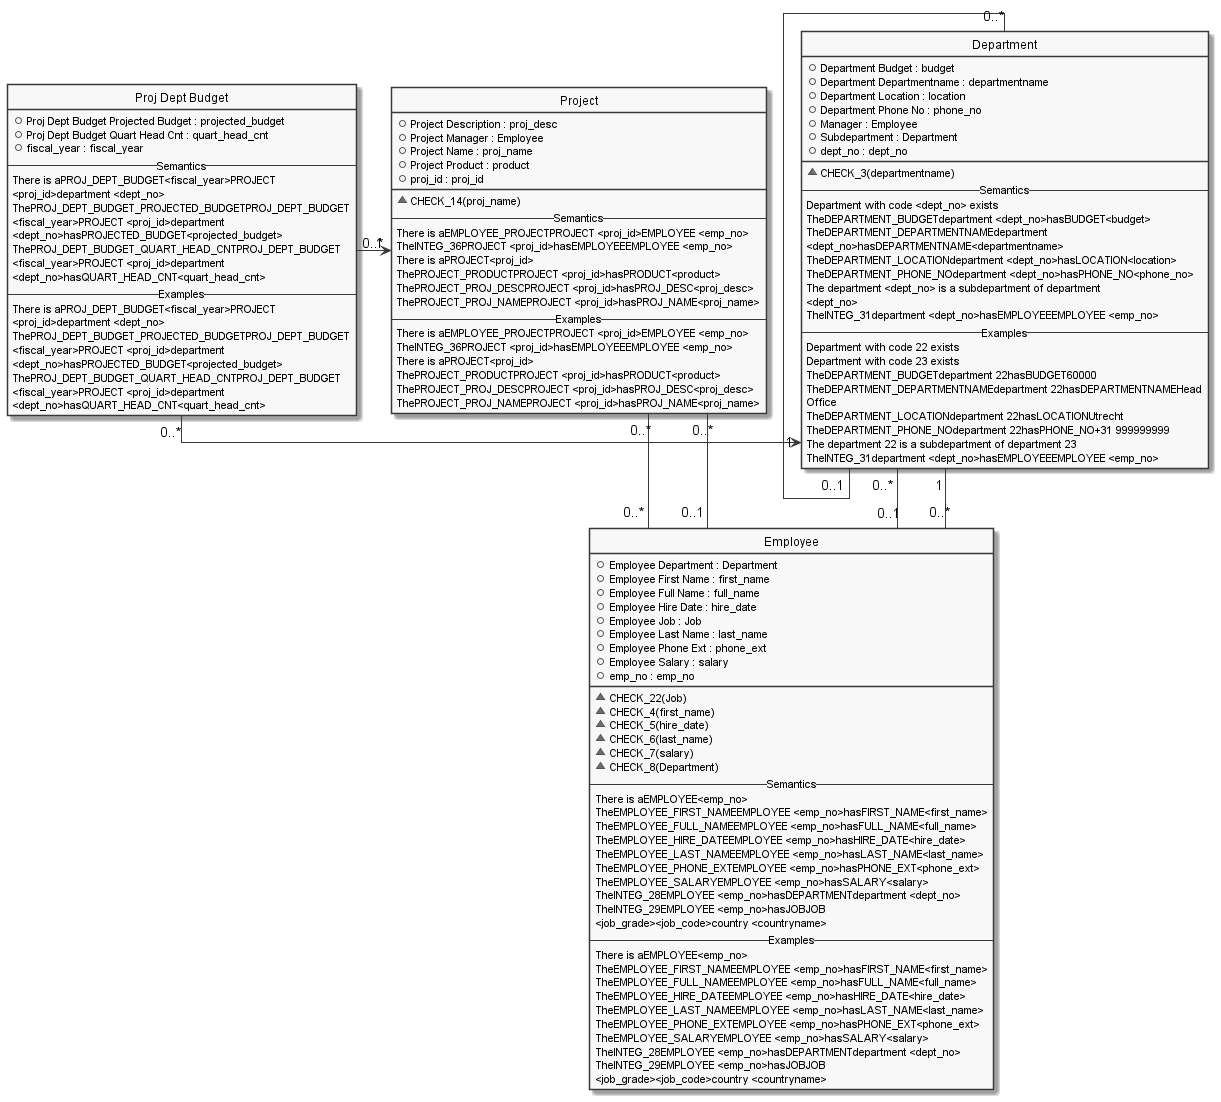 0..*
Department
Department Budget : budget
Department Departmentname : departmentname
Department Location : location
Department Phone No : phone_no
Manager : Employee
Subdepartment : Department
dept_no : dept_no
CHECK_3(departmentname)
Semantics
Department with code <dept_no> exists
TheDEPARTMENT_BUDGETdepartment <dept_no>hasBUDGET<budget>
TheDEPARTMENT_DEPARTMENTNAMEdepartment
<dept_no>hasDEPARTMENTNAME<departmentname>
TheDEPARTMENT_LOCATIONdepartment <dept_no>hasLOCATION<location>
TheDEPARTMENT_PHONE_NOdepartment <dept_no>hasPHONE_NO<phone_no>
The department <dept_no> is a subdepartment of department
<dept_no>
TheINTEG_31department <dept_no>hasEMPLOYEEEMPLOYEE <emp_no>
Examples
Department with code 22 exists
Department with code 23 exists
TheDEPARTMENT_BUDGETdepartment 22hasBUDGET60000
TheDEPARTMENT_DEPARTMENTNAMEdepartment 22hasDEPARTMENTNAMEHead
Office
TheDEPARTMENT_LOCATIONdepartment 22hasLOCATIONUtrecht
TheDEPARTMENT_PHONE_NOdepartment 22hasPHONE_NO+31 999999999
The department 22 is a subdepartment of department 23
TheINTEG_31department <dept_no>hasEMPLOYEEEMPLOYEE <emp_no>
Proj Dept Budget
Proj Dept Budget Projected Budget : projected_budget
Proj Dept Budget Quart Head Cnt : quart_head_cnt
fiscal_year : fiscal_year
Semantics
There is aPROJ_DEPT_BUDGET<fiscal_year>PROJECT
<proj_id>department <dept_no>
ThePROJ_DEPT_BUDGET_PROJECTED_BUDGETPROJ_DEPT_BUDGET
<fiscal_year>PROJECT <proj_id>department
<dept_no>hasPROJECTED_BUDGET<projected_budget>
ThePROJ_DEPT_BUDGET_QUART_HEAD_CNTPROJ_DEPT_BUDGET
<fiscal_year>PROJECT <proj_id>department
<dept_no>hasQUART_HEAD_CNT<quart_head_cnt>
Examples
There is aPROJ_DEPT_BUDGET<fiscal_year>PROJECT
<proj_id>department <dept_no>
ThePROJ_DEPT_BUDGET_PROJECTED_BUDGETPROJ_DEPT_BUDGET
<fiscal_year>PROJECT <proj_id>department
<dept_no>hasPROJECTED_BUDGET<projected_budget>
ThePROJ_DEPT_BUDGET_QUART_HEAD_CNTPROJ_DEPT_BUDGET
<fiscal_year>PROJECT <proj_id>department
<dept_no>hasQUART_HEAD_CNT<quart_head_cnt>
Project
Project Description : proj_desc
Project Manager : Employee
Project Name : proj_name
Project Product : product
proj_id : proj_id
CHECK_14(proj_name)
Semantics
There is aEMPLOYEE_PROJECTPROJECT <proj_id>EMPLOYEE <emp_no>
TheINTEG_36PROJECT <proj_id>hasEMPLOYEEEMPLOYEE <emp_no>
There is aPROJECT<proj_id>
ThePROJECT_PRODUCTPROJECT <proj_id>hasPRODUCT<product>
ThePROJECT_PROJ_DESCPROJECT <proj_id>hasPROJ_DESC<proj_desc>
ThePROJECT_PROJ_NAMEPROJECT <proj_id>hasPROJ_NAME<proj_name>
Examples
There is aEMPLOYEE_PROJECTPROJECT <proj_id>EMPLOYEE <emp_no>
TheINTEG_36PROJECT <proj_id>hasEMPLOYEEEMPLOYEE <emp_no>
There is aPROJECT<proj_id>
ThePROJECT_PRODUCTPROJECT <proj_id>hasPRODUCT<product>
ThePROJECT_PROJ_DESCPROJECT <proj_id>hasPROJ_DESC<proj_desc>
ThePROJECT_PROJ_NAMEPROJECT <proj_id>hasPROJ_NAME<proj_name>
0..*
0..*
0..*
1
0..1
0..*
1
0..*
0..1
0..1
0..*
Employee
Employee Department : Department
Employee First Name : first_name
Employee Full Name : full_name
Employee Hire Date : hire_date
Employee Job : Job
Employee Last Name : last_name
Employee Phone Ext : phone_ext
Employee Salary : salary
emp_no : emp_no
CHECK_22(Job)
CHECK_4(first_name)
CHECK_5(hire_date)
CHECK_6(last_name)
CHECK_7(salary)
CHECK_8(Department)
Semantics
There is aEMPLOYEE<emp_no>
TheEMPLOYEE_FIRST_NAMEEMPLOYEE <emp_no>hasFIRST_NAME<first_name>
TheEMPLOYEE_FULL_NAMEEMPLOYEE <emp_no>hasFULL_NAME<full_name>
TheEMPLOYEE_HIRE_DATEEMPLOYEE <emp_no>hasHIRE_DATE<hire_date>
TheEMPLOYEE_LAST_NAMEEMPLOYEE <emp_no>hasLAST_NAME<last_name>
TheEMPLOYEE_PHONE_EXTEMPLOYEE <emp_no>hasPHONE_EXT<phone_ext>
TheEMPLOYEE_SALARYEMPLOYEE <emp_no>hasSALARY<salary>
TheINTEG_28EMPLOYEE <emp_no>hasDEPARTMENTdepartment <dept_no>
TheINTEG_29EMPLOYEE <emp_no>hasJOBJOB
<job_grade><job_code>country <countryname>
Examples
There is aEMPLOYEE<emp_no>
TheEMPLOYEE_FIRST_NAMEEMPLOYEE <emp_no>hasFIRST_NAME<first_name>
TheEMPLOYEE_FULL_NAMEEMPLOYEE <emp_no>hasFULL_NAME<full_name>
TheEMPLOYEE_HIRE_DATEEMPLOYEE <emp_no>hasHIRE_DATE<hire_date>
TheEMPLOYEE_LAST_NAMEEMPLOYEE <emp_no>hasLAST_NAME<last_name>
TheEMPLOYEE_PHONE_EXTEMPLOYEE <emp_no>hasPHONE_EXT<phone_ext>
TheEMPLOYEE_SALARYEMPLOYEE <emp_no>hasSALARY<salary>
TheINTEG_28EMPLOYEE <emp_no>hasDEPARTMENTdepartment <dept_no>
TheINTEG_29EMPLOYEE <emp_no>hasJOBJOB
<job_grade><job_code>country <countryname>